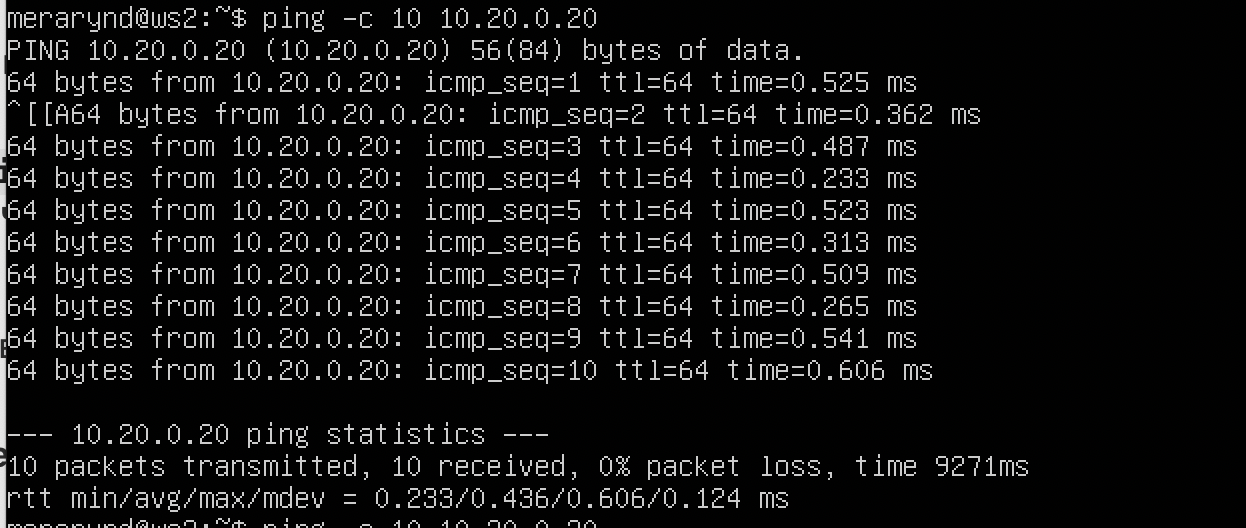 merarynd@ws2:~$ ping -c 10 10.20.0.20
PING 10.20.0.20 (10.20.0.20) 56(84) bytes of data.
64 bytes from 10.20.0.20: icmp_seq=1 ttl=64 time=0.525 ms
^[[A64 bytes from 10.20.0.20: icmp_seq=2 ttl=64 time=0.362 ms
64 bytes from 10.20.0.20: icmp_seq=3 ttl=64 time=0.487 ms
64 bytes from 10.20.0.20: icmp_seq=4 ttl=64 time=0.233 ms
64 bytes from 10.20.0.20: icmp_seq=5 ttl=64 time=0.523 ms
64 bytes from 10.20.0.20: icmp_seq=6 ttl=64 time=0.313 ms
64 bytes from 10.20.0.20: icmp_seq=7 ttl=64 time=0.509 ms
64 bytes from 10.20.0.20: icmp_seq=8 ttl=64 time=0.265 ms
64 bytes from 10.20.0.20: icmp_seq=9 ttl=64 time=0.541 ms
64 bytes from 10.20.0.20: icmp_seq=10 ttl=64 time=0.606 ms
--- 10.20.0.20 ping statistics ---
10 packets transmitted, 10 received, 0% packet loss, time 9271ms
rtt min/avg/max/mdev = 0.233/0.436/0.606/0.124 ms
merarynd@ws2:~$ ping -c 10 10.20.0.20